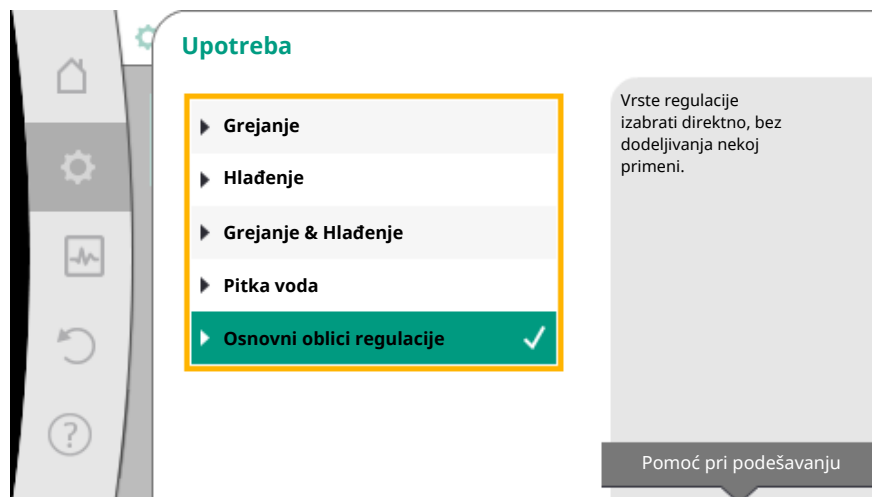 Upotreba
Grejanje
Hlađenje
Grejanje & Hlađenje
Pitka voda
Osnovni oblici regulacije
Vrste regulacije
izabrati direktno, bez
dodeljivanja nekoj
primeni.
Pomoć pri podešavanju
?